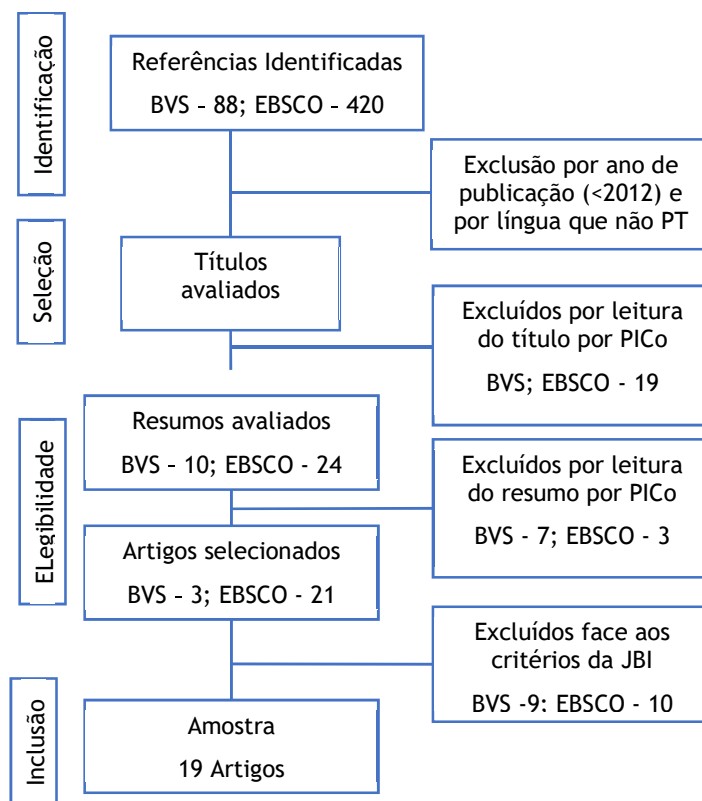 Identificação
Referências Identificadas
BVS – 88; EBSCO – 420
Exclusão por ano de
publicação (<2012) e
por língua que não PT
Seleção
Títulos
avaliados
Excluídos por leitura
do título por PICo
BVS; EBSCO - 19
ELegibilidade
Resumos avaliados
BVS – 10; EBSCO - 24
Excluídos por leitura
do resumo por PICo
BVS - 7; EBSCO - 3
Artigos selecionados
BVS – 3; EBSCO - 21
Excluídos face aos
critérios da JBI
BVS -9: EBSCO - 10
Inclusão
Amostra
19 Artigos